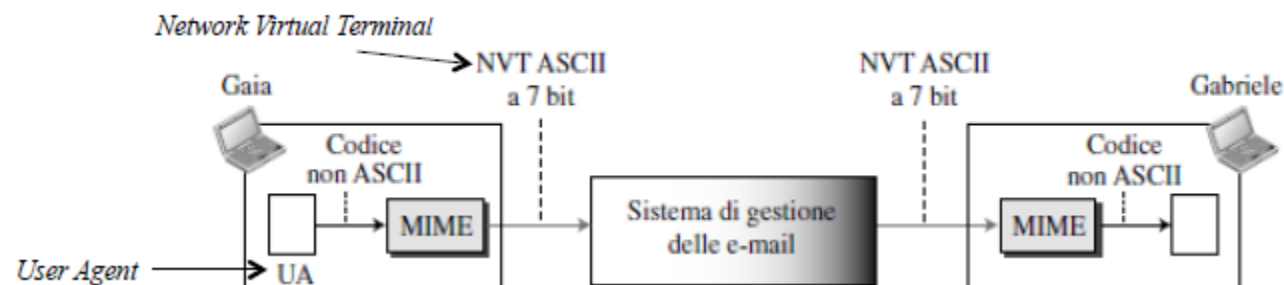 Network Virtual Terminal
NVT ASCII
a 7 bit
NVT ASCII
a 7 bit
Gaia
Gabriele
Codice
non ASCII
Codice
non ASCII
MIME
Sistema di gestione
delle e-mail
MIME
User Agent
UA